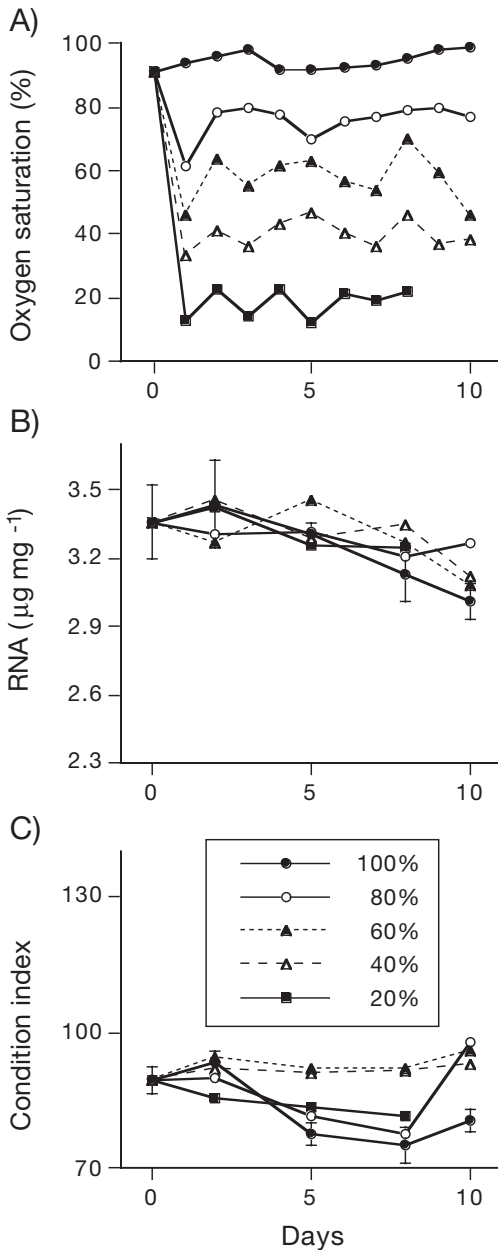 A)
Oxygen saturation (%)
100
80
60
40
20
0
0 5 10
B)
RNA (µg mg⁻¹)
3.5
3.2
2.9
2.6
2.3
0 5 10
C)
Condition index
130
100
70
100%
80%
60%
40%
20%
0 5 10
Days